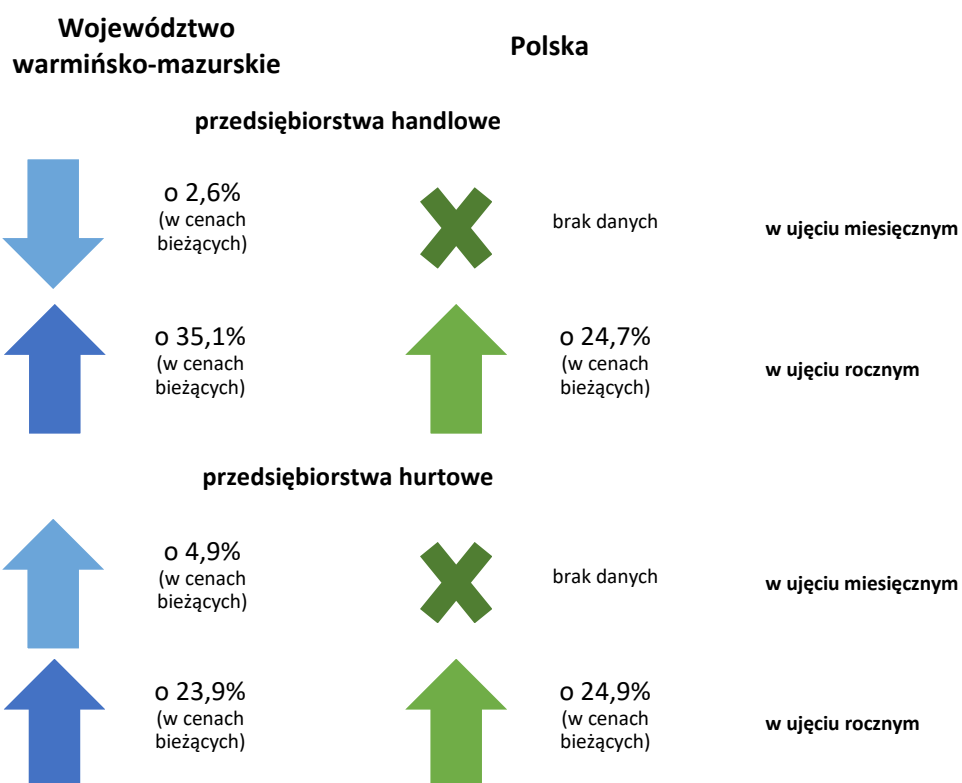 Województwo
warmińsko-mazurskie
Polska
przedsiębiorstwa handlowe
o 2,6%
(w cenach
bieżących)
brak danych
w ujęciu miesięcznym
o 35,1%
(w cenach
bieżących)
o 24,7%
(w cenach
bieżących)
w ujęciu rocznym
przedsiębiorstwa hurtowe
o 4,9%
(w cenach
bieżących)
brak danych
w ujęciu miesięcznym
o 23,9%
(w cenach
bieżących)
o 24,9%
(w cenach
bieżących)
w ujęciu rocznym